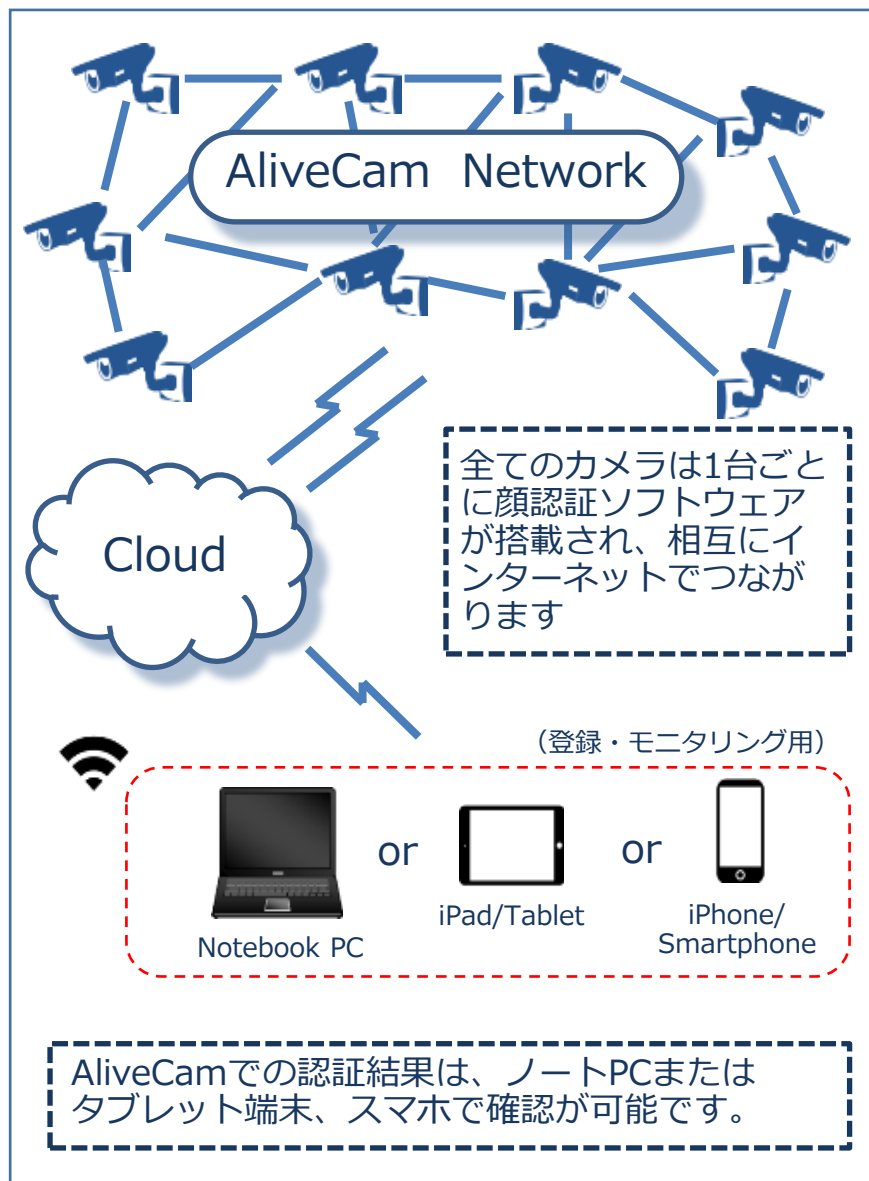 AliveCam Network
全てのカメラは1台ごと
に顔認証ソフトウェア
が搭載され、相互にイ
ンターネットでつなが
ります
Cloud
（登録・モニタリング用）
or
or
Notebook PC
iPad/Tablet
iPhone/
Smartphone
AliveCamでの認証結果は、ノートPCまたは
タブレット端末、スマホで確認が可能です。